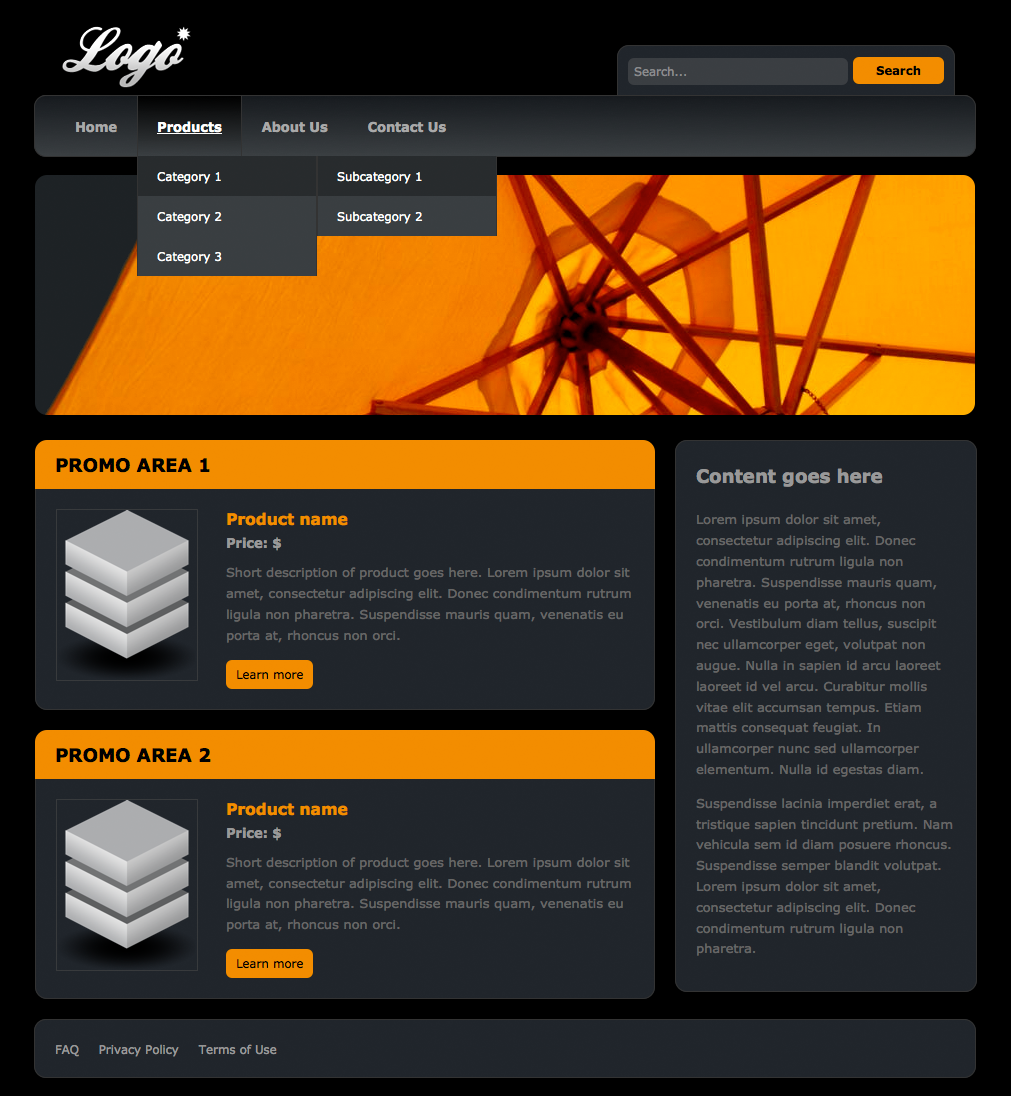 Logo
Search...
Search
Home
Products
About Us
Contact Us
Category 1
Category 2
Category 3
Subcategory 1
Subcategory 2
PROMO AREA 1
Product name
Price: $
Short description of product goes here. Lorem ipsum dolor sit
amet, consectetur adipiscing elit. Donec condimentum rutrum
ligula non pharetra. Suspendisse mauris quam, venenatis eu
porta at, rhoncus non orci.
Learn more
PROMO AREA 2
Product name
Price: $
Short description of product goes here. Lorem ipsum dolor sit
amet, consectetur adipiscing elit. Donec condimentum rutrum
ligula non pharetra. Suspendisse mauris quam, venenatis eu
porta at, rhoncus non orci.
Learn more
Content goes here
Lorem ipsum dolor sit amet,
consectetur adipiscing elit. Donec
condimentum rutrum ligula non
pharetra. Suspendisse mauris quam,
venenatis eu porta at, rhoncus non
orci. Vestibulum diam tellus, suscipit
nec ullamcorper eget, volutpat non
augue. Nulla in sapien id arcu laoreet
laoreet id vel arcu. Curabitur mollis
vitae elit accumsan tempus. Etiam
mattis consequat feugiat. In
ullamcorper nunc sed ullamcorper
elementum. Nulla id egestas diam.
Suspendisse lacinia imperdiet erat, a
tristique sapien tincidunt pretium. Nam
vehicula sem id diam posuere rhoncus.
Suspendisse semper blandit volutpat.
Lorem ipsum dolor sit amet,
consectetur adipiscing elit. Donec
condimentum rutrum ligula non
pharetra.
FAQ
Privacy Policy
Terms of Use